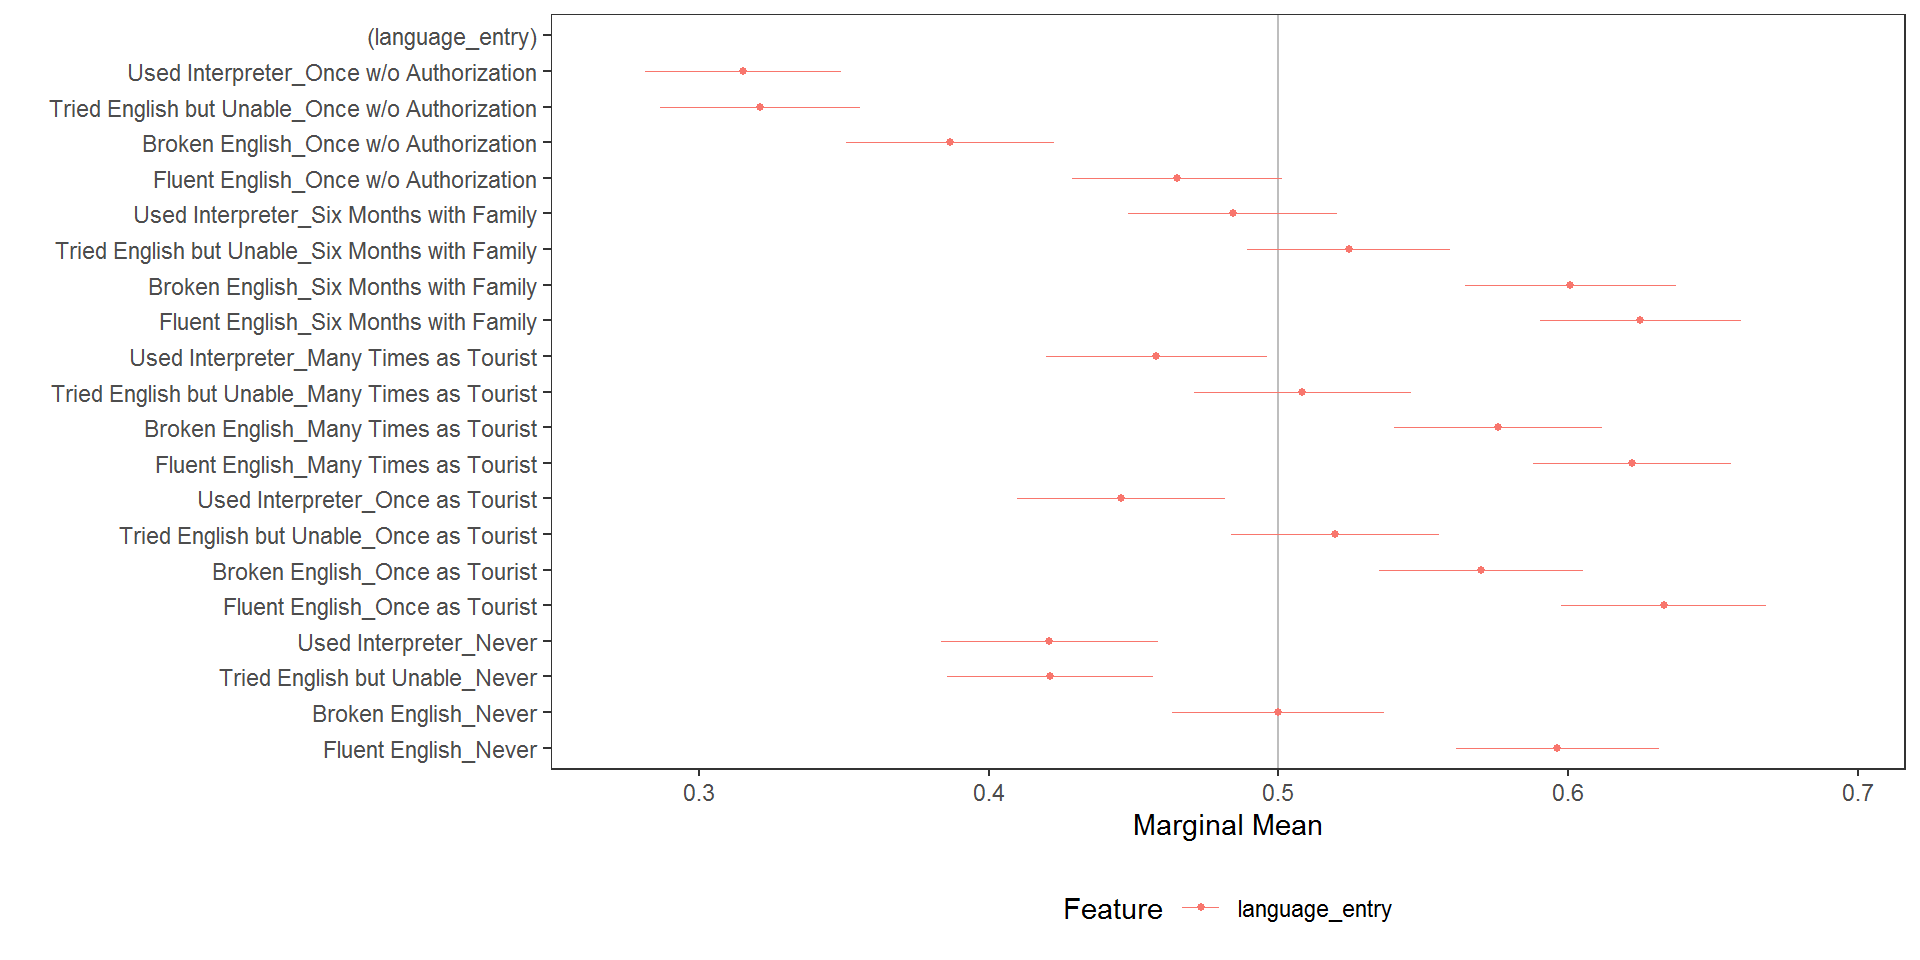 (language_entry)
Used Interpreter_Once w/o Authorization
Tried English but Unable_Once w/o Authorization
Broken English_Once w/o Authorization
Fluent English_Once w/o Authorization
Used Interpreter_Six Months with Family
Tried English but Unable_Six Months with Family
Broken English_Six Months with Family
Fluent English_Six Months with Family
Used Interpreter_Many Times as Tourist
Tried English but Unable_Many Times as Tourist
Broken English_Many Times as Tourist
Fluent English_Many Times as Tourist
Used Interpreter_Once as Tourist
Tried English but Unable_Once as Tourist
Broken English_Once as Tourist
Fluent English_Once as Tourist
Used Interpreter_Never
Tried English but Unable_Never
Broken English_Never
Fluent English_Never
0.3 0.4 0.5 0.6 0.7
Marginal Mean
Feature language_entry